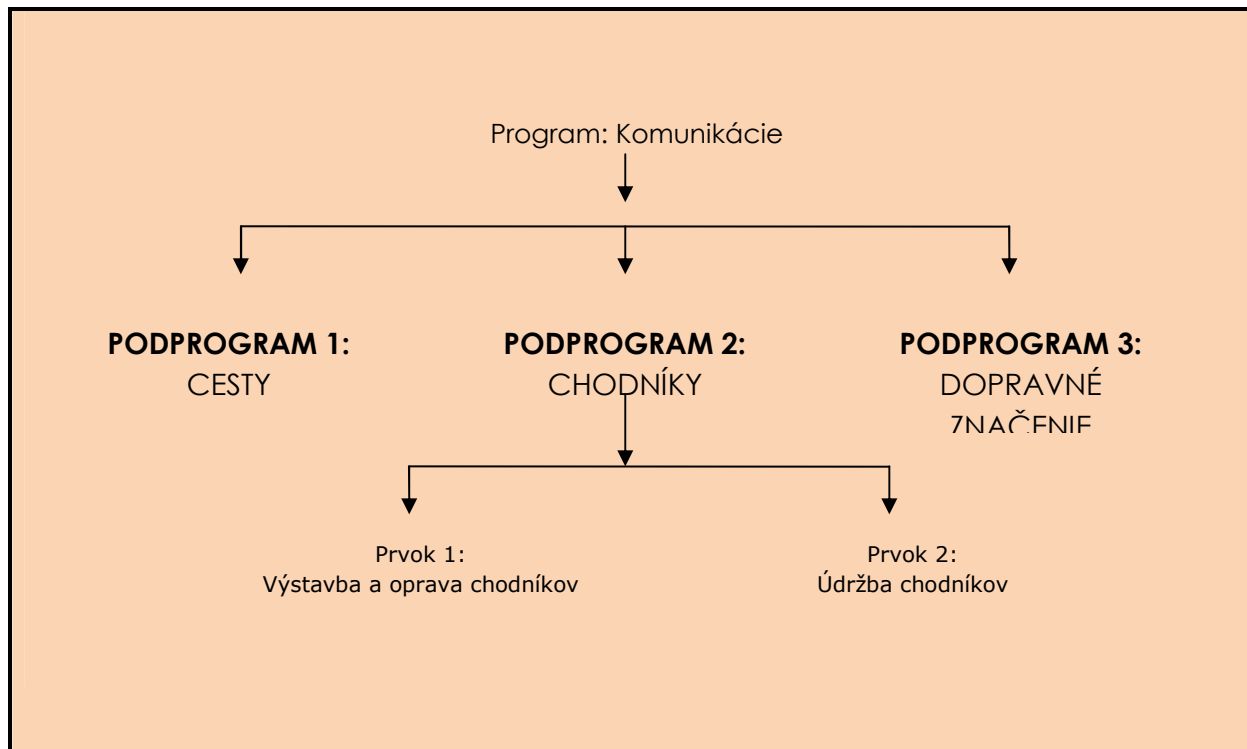 Program: Komunikácie
PODPROGRAM 1:
CESTY
PODPROGRAM 2:
CHODNÍKY
PODPROGRAM 3:
DOPRAVNÉ
ZNAČENIE
Prvok 1:
Výstavba a oprava chodníkov
Prvok 2:
Údržba chodníkov